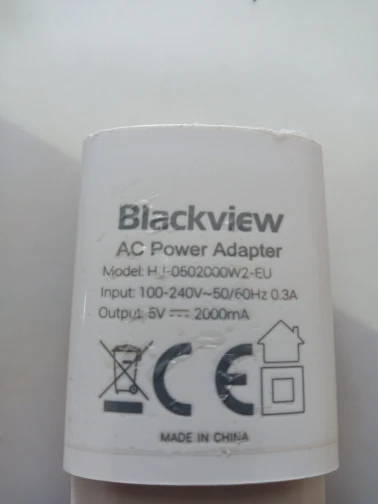 Blackview
AC Power Adapter
Model: HJ-0502000W2-EU
Input: 100-240V~50/60Hz 0.3A
Output: 5V ⎓ 2000mA
CE
MADE IN CHINA